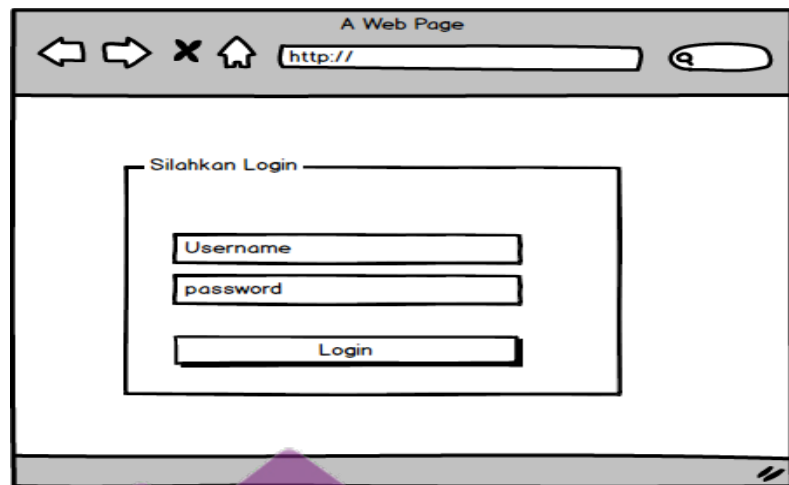 A Web Page
http://
Silahkan Login
Username
password
Login